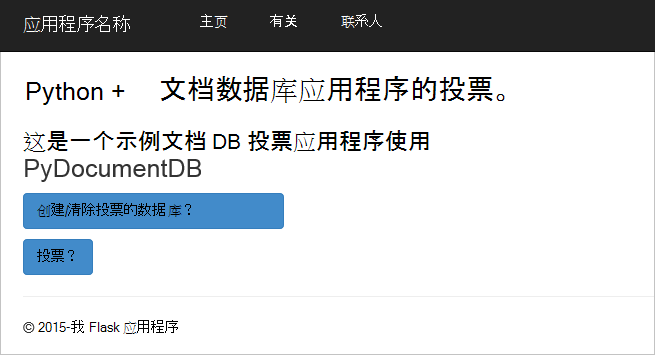 应用程序名称 主页 有关 联系人
Python + 文档数据库应用程序的投票。
这是一个示例文档 DB 投票应用程序使用
PyDocumentDB
创建/清除投票的数据库？
投票？
© 2015-我 Flask 应用程序